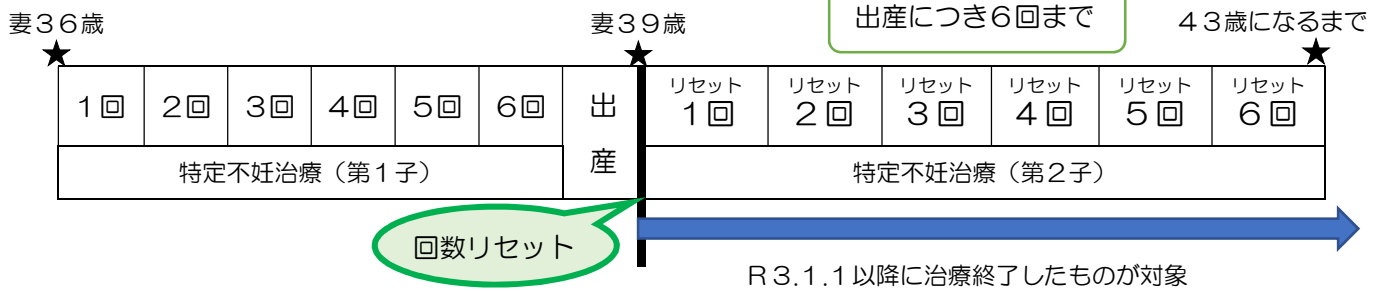 妻36歳
妻39歳
出産につき6回まで
43歳になるまで
★
★
★
1回
2回
3回
4回
5回
6回
出産
リセット
1回
リセット
2回
リセット
3回
リセット
4回
リセット
5回
リセット
6回
特定不妊治療（第1子）
特定不妊治療（第2子）
回数リセット
R3.1.1以降に治療終了したものが対象